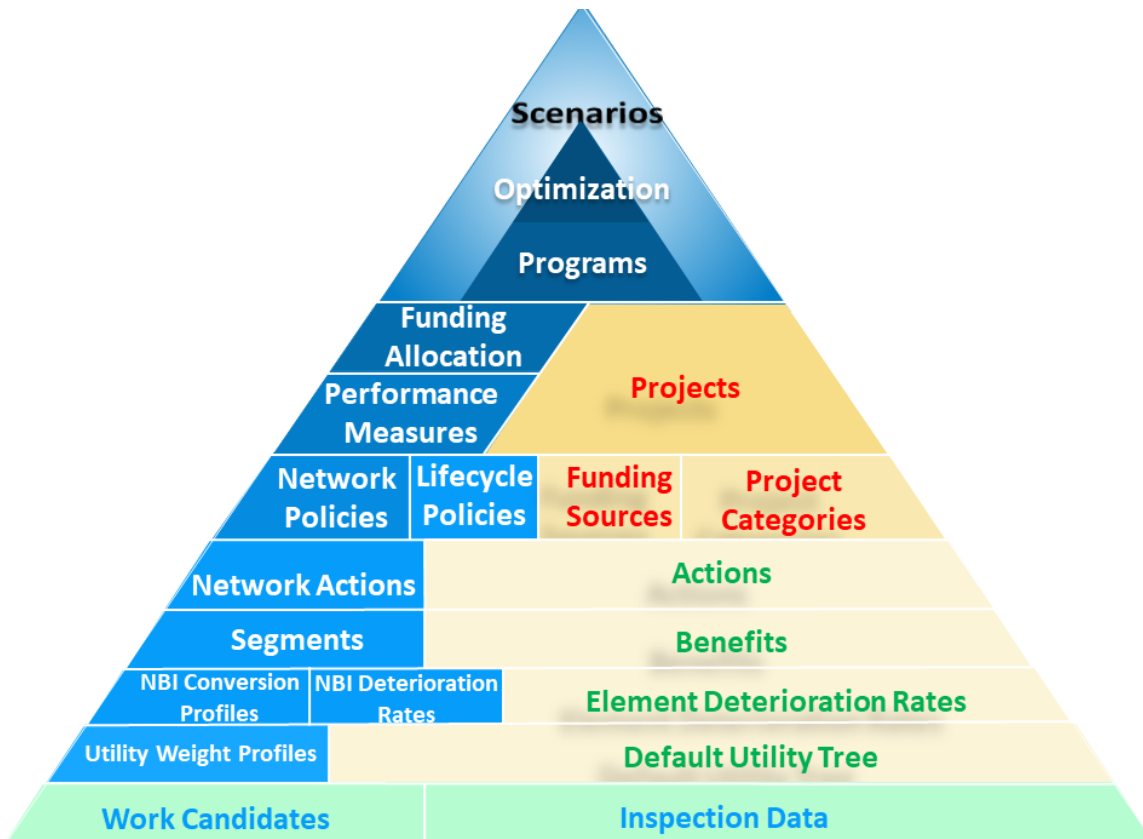 Scenarios
Optimization
Programs
Funding
Allocation
Performance
Measures
Projects
Network
Policies
Lifecycle
Policies
Funding
Sources
Project
Categories
Network Actions
Actions
Segments
Benefits
NBI Conversion
Profiles
NBI Deterioration
Rates
Element Deterioration Rates
Utility Weight Profiles
Default Utility Tree
Work Candidates
Inspection Data